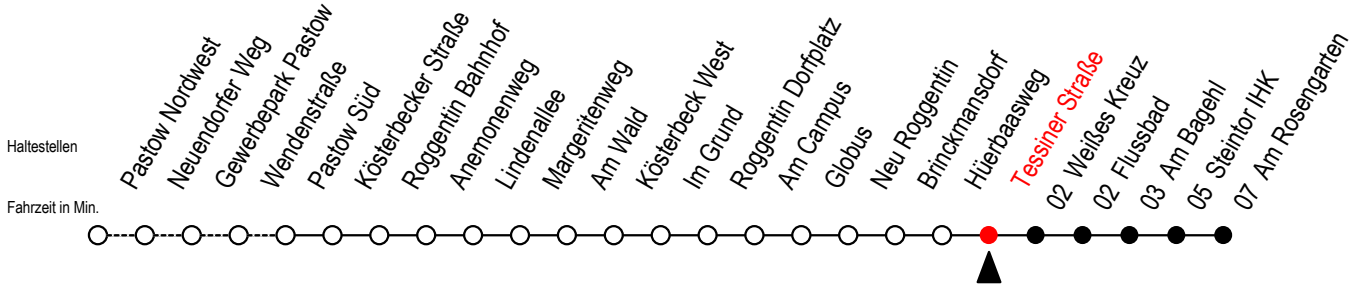 Haltestellen
Fahrzeit in Min.
Pastow Nordwest
Neuendorfer Weg
Gewerbepark Pastow
Wendenstraße
Pastow Süd
Kösterbecker Straße
Roggentin Bahnhof
Anemonenweg
Lindenallee
Margeritenweg
Am Wald
Kösterbeck West
Im Grund
Roggentin Dorfplatz
Am Campus
Globus
Neu Roggentin
Brinckmansdorf
Hüerbaasweg
Tessiner Straße
02 Weißes Kreuz
02 Flussbad
03 Am Bagehl
05 Steintor IHK
07 Am Rosengarten